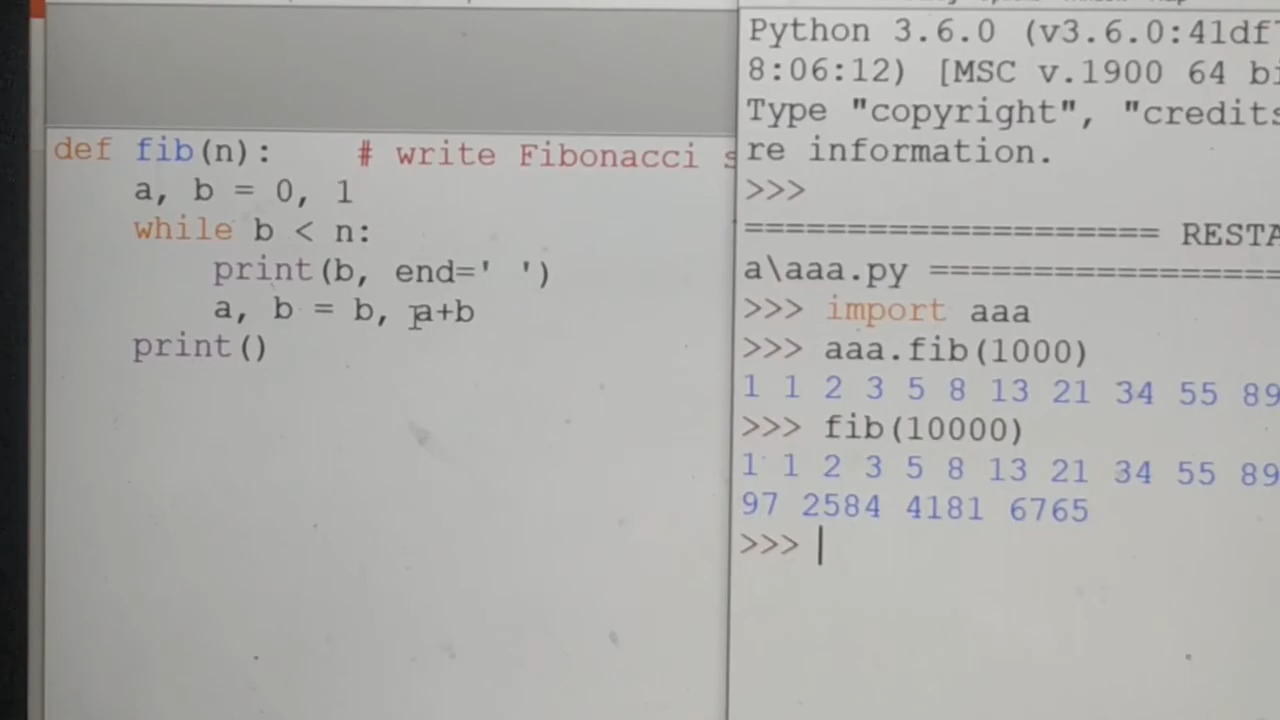 def fib(n):    # write Fibonacci
    a, b = 0, 1
    while b < n:
        print(b, end=' ')
        a, b = b, a+b
    print()
Python 3.6.0 (v3.6.0:41df
8:06:12) [MSC v.1900 64
Type "copyright", "credits
re information.
>>>
==================== RESTA
a\aaa.py =================
>>> import aaa
>>> aaa.fib(1000)
1 1 2 3 5 8 13 21 34 55 89
>>> fib(10000)
1 1 2 3 5 8 13 21 34 55 89
97 2584 4181 6765
>>>